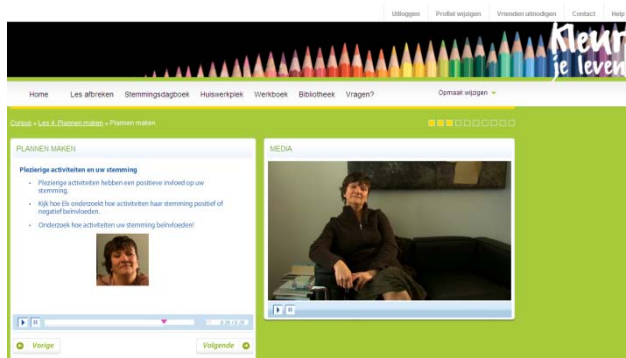 Uitloggen Profiel wijzigen Vrienden uitnodigen Contact Help
Kleur
je leven
Home Les afbreken Stemmingsdagboek Huiswerkplek Werkboek Bibliotheek Vragen? Opmaak wijzigen
Cursus » Les 4: Plannen maken » Plannen maken
PLANNEN MAKEN
Plezierige activiteiten en uw stemming
• Plezierige activiteiten hebben een positieve invloed op uw
stemming.
• Kijk hoe Els onderzoekt hoe activiteiten haar stemming positief of
negatief beïnvloeden.
• Onderzoek hoe activiteiten uw stemming beïnvloeden!
Vorige Volgende
MEDIA